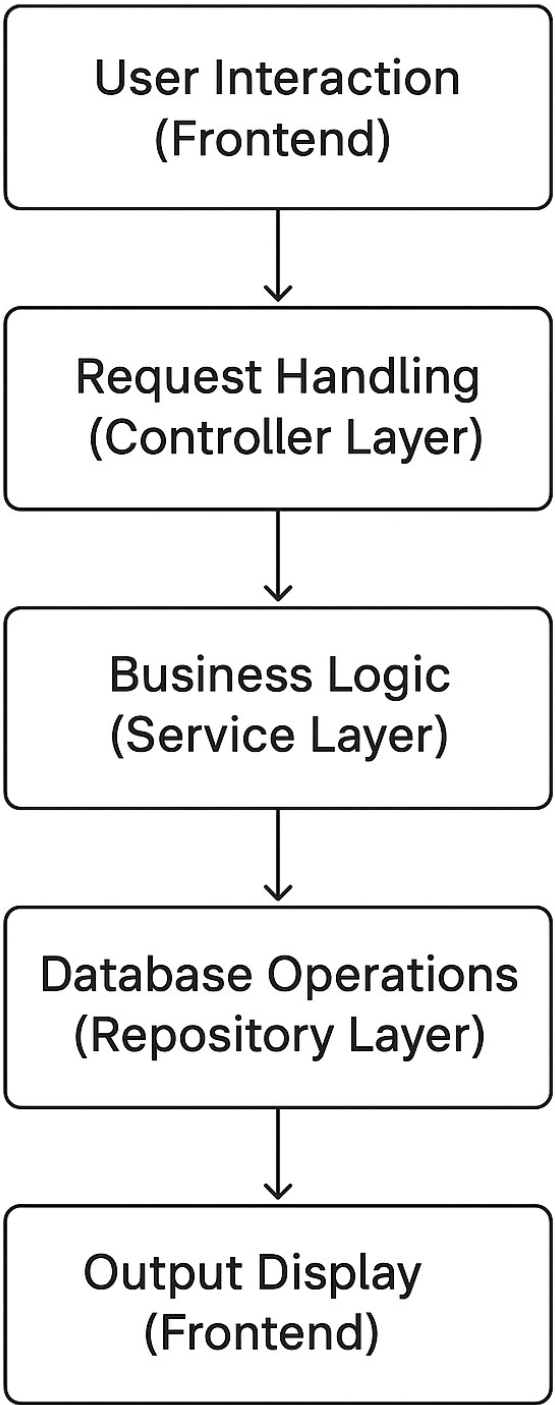 User Interaction
(Frontend)
Request Handling
(Controller Layer)
Business Logic
(Service Layer)
Database Operations
(Repository Layer)
Output Display
(Frontend)